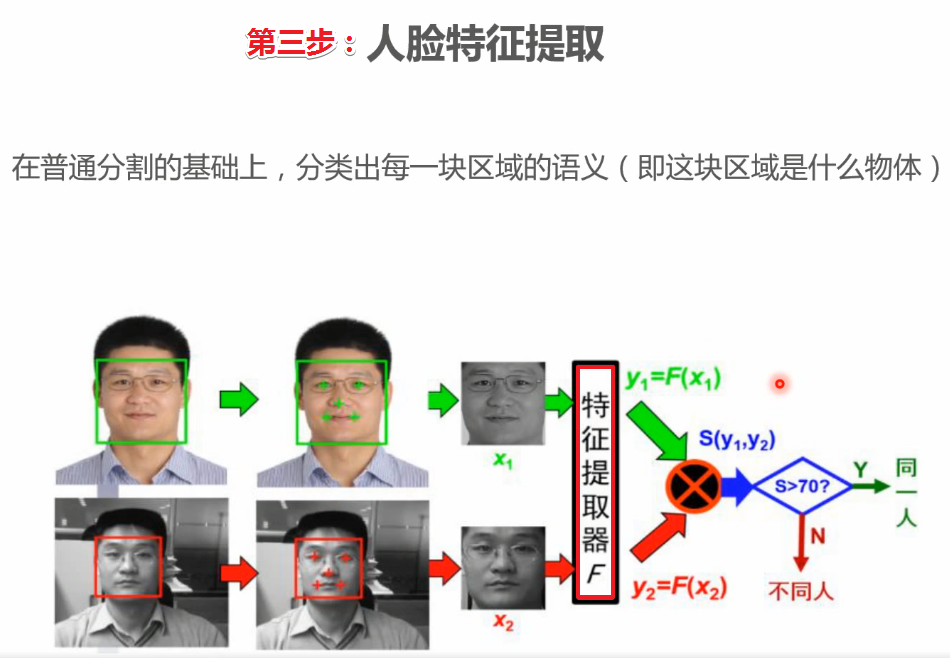 第三步：人脸特征提取
在普通分割的基础上，分类出每一块区域的语义（即这块区域是什么物体）
x₁
x₂
特征提取器F
y₁=F(x₁)
y₂=F(x₂)
S(y₁,y₂)
S>70?
Y
同一人
N
不同人